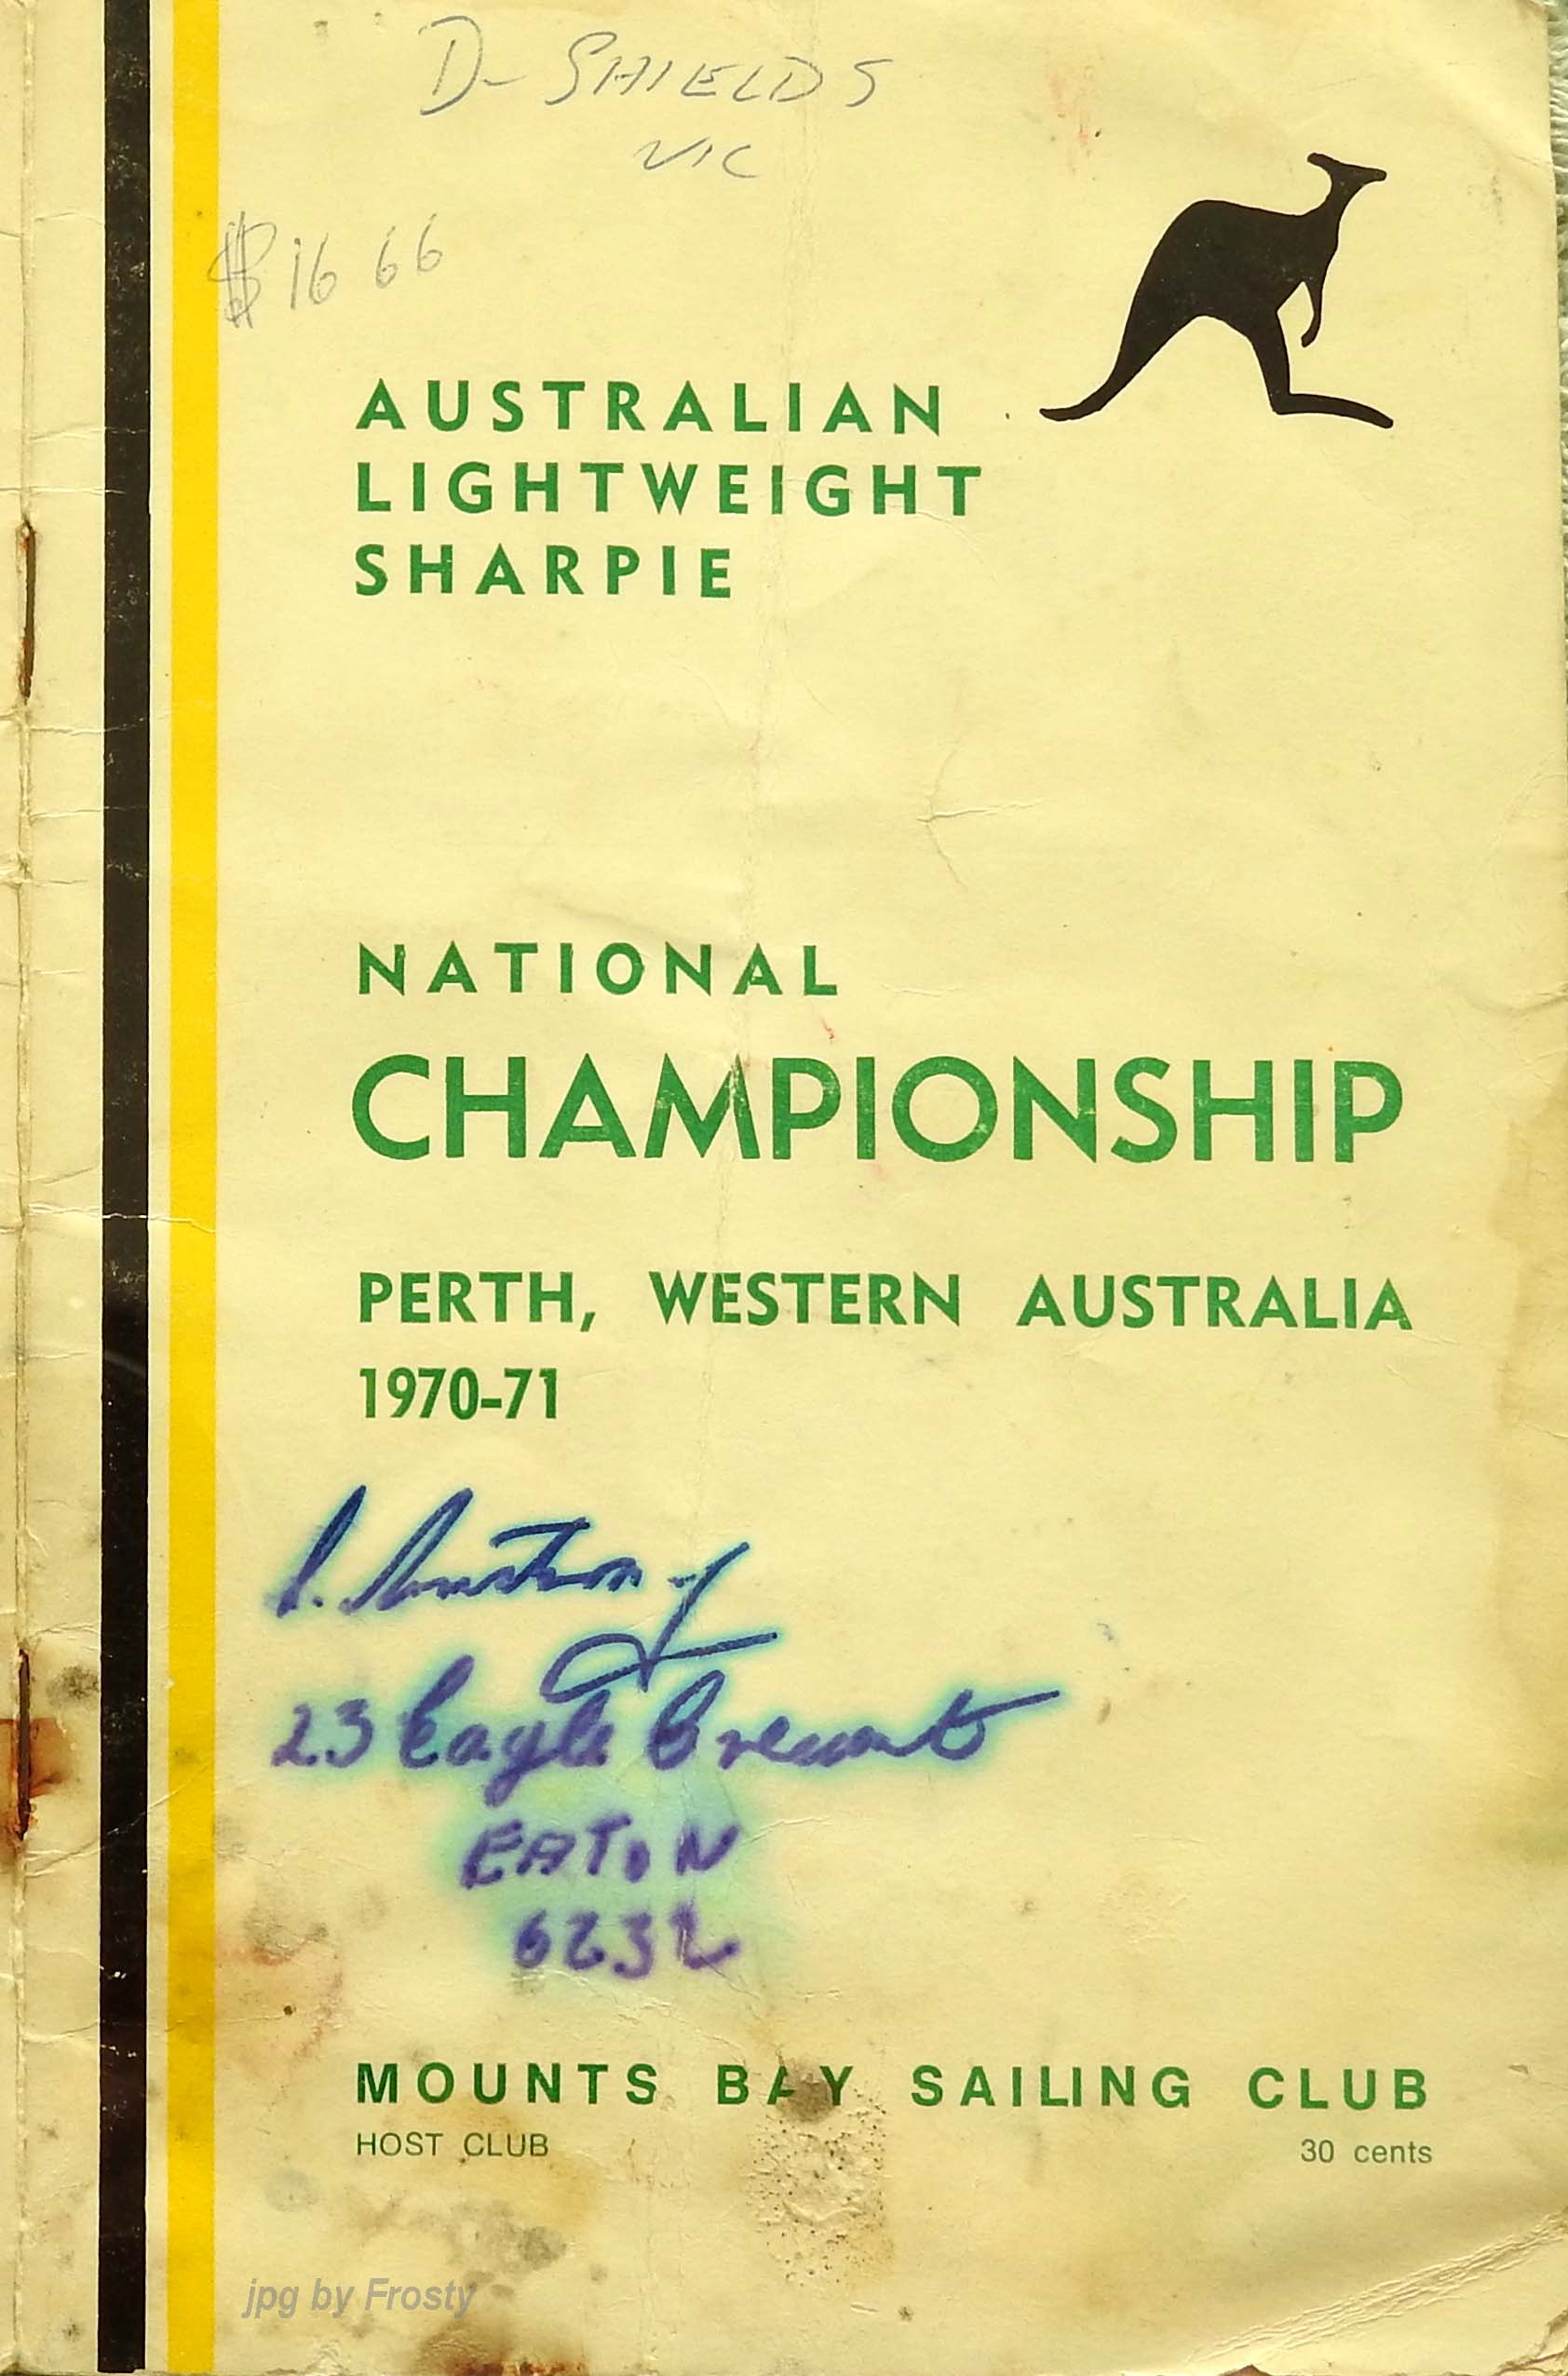 D- SHIELDS
VIC
$16 66
AUSTRALIAN
LIGHTWEIGHT
SHARPIE
NATIONAL
CHAMPIONSHIP
PERTH, WESTERN AUSTRALIA
1970-71
23 Eagle Crescent
EATON
6232
MOUNTS BAY SAILING CLUB
HOST CLUB 30 cents
jpg by Frosty